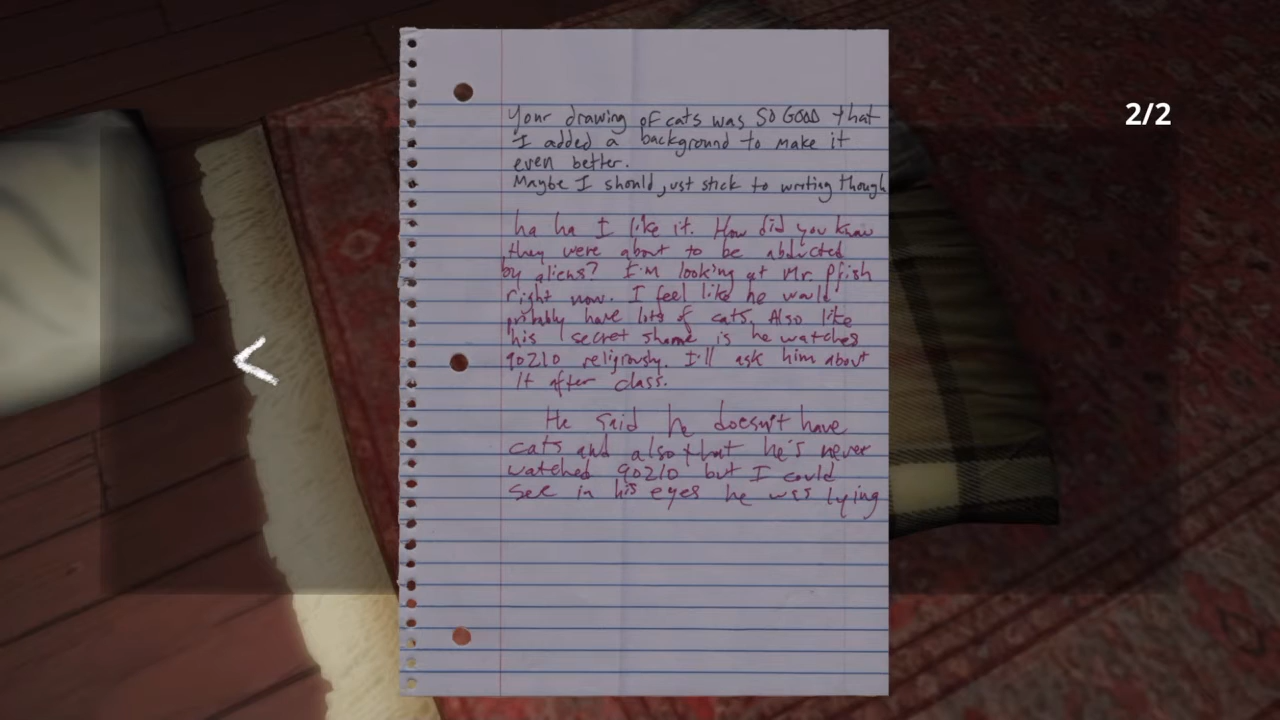 2/2
Your drawing of cats was SO GOOD that
I added a background to make it
even better.
Maybe I should just stick to writing though
ha ha I like it. How did you know
they were about to be abducted
by aliens? I'm looking at Mr. Pfish
right now. I feel like he would
probably have lots of cats. Also like
his secret shame is he watches
90210 religiously. I'll ask him about
it after class.
He said he doesn't have
cats and also that he's never
watched 90210 but I could
see in his eyes he was lying